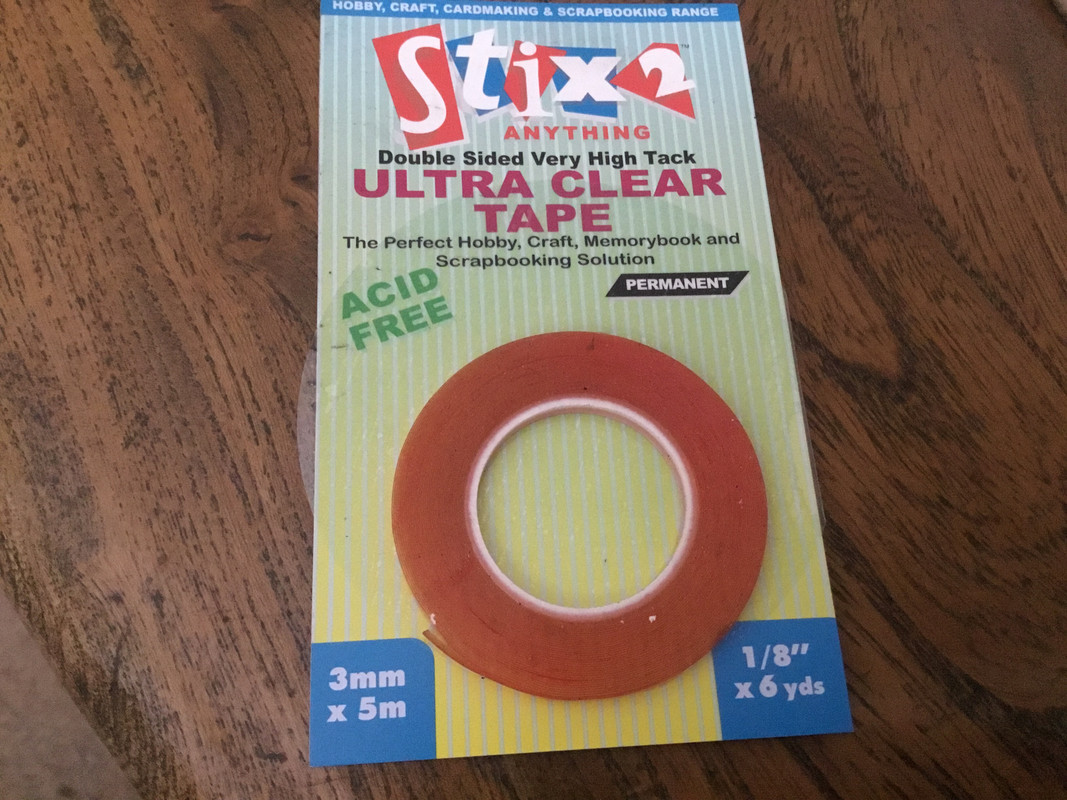 HOBBY, CRAFT, CARDMAKING & SCRAPBOOKING RANGE
Stix2™
ANYTHING
Double Sided Very High Tack
ULTRA CLEAR
TAPE
The Perfect Hobby, Craft, Memorybook and
Scrapbooking Solution
PERMANENT
ACID
FREE
3mm
x 5m
1/8"
x 6 yds